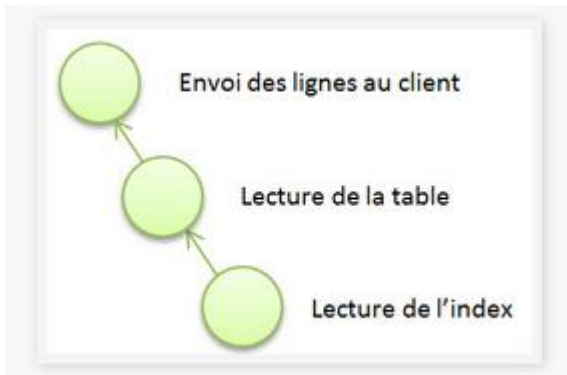 Envoi des lignes au client
Lecture de la table
Lecture de l'index